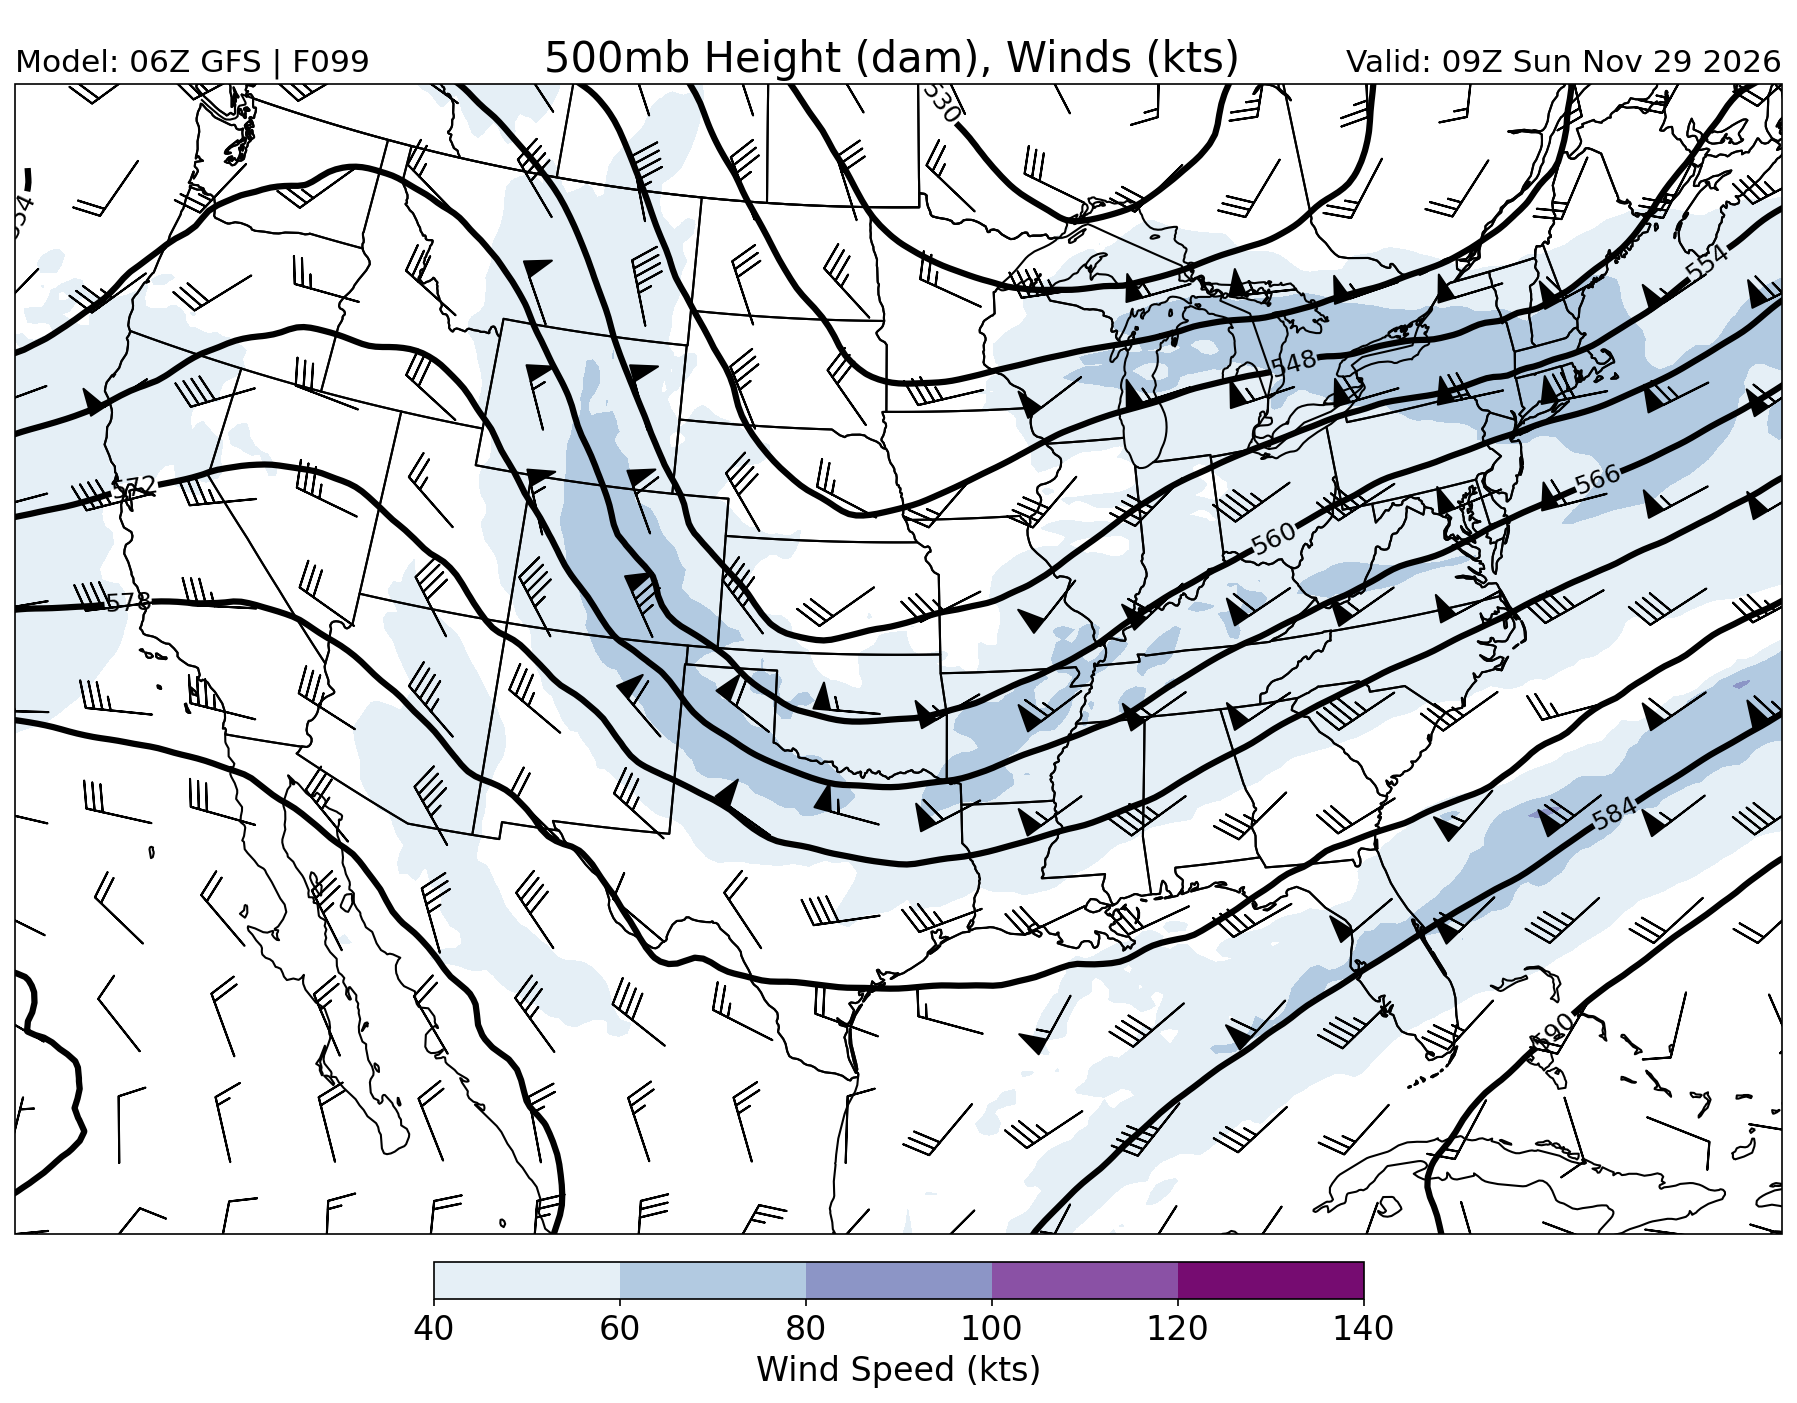 Model: 06Z GFS | F099
500mb Height (dam), Winds (kts)
Valid: 09Z Sun Nov 29 2026
530
554
554
548
572
566
560
578
584
590
40 60 80 100 120 140
Wind Speed (kts)